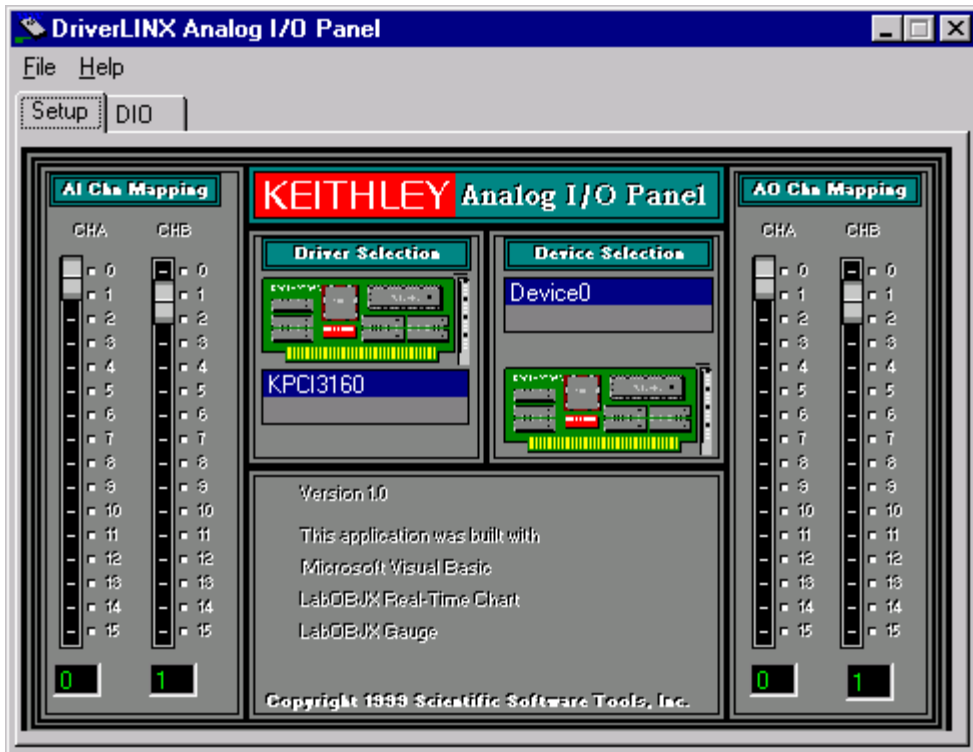 DriverLINX Analog I/O Panel
File Help
Setup DIO
AI Chn Mapping
CHA CHB
0 0
1 1
2 2
3 3
4 4
5 5
6 6
7 7
8 8
9 9
10 10
11 11
12 12
13 13
14 14
15 15
0 1
KEITHLEY Analog I/O Panel
Driver Selection
KPCI3160
Device Selection
Device0
Version 1.0
This application was built with
Microsoft Visual Basic
LabOBJX Real-Time Chart
LabOBJX Gauge
Copyright 1999 Scientific Software Tools, Inc.
AO Chn Mapping
CHA CHB
0 0
1 1
2 2
3 3
4 4
5 5
6 6
7 7
8 8
9 9
10 10
11 11
12 12
13 13
14 14
15 15
0 1